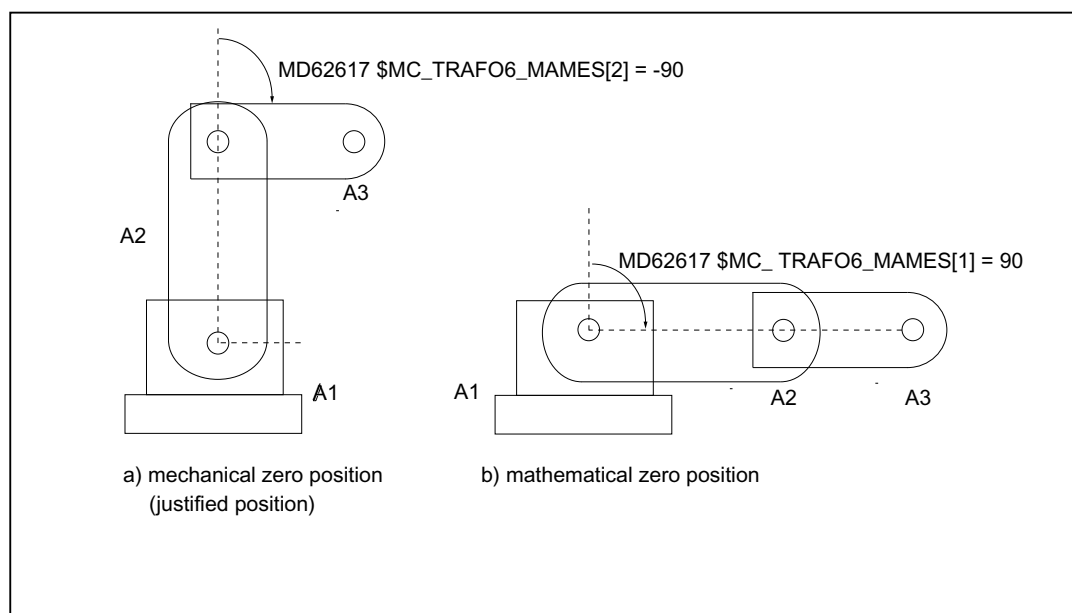 MD62617 $MC_TRAFO6_MAMES[2] = -90
A3
A2
MD62617 $MC_ TRAFO6_MAMES[1] = 90
A1
A1
A2
A3
a) mechanical zero position
(justified position)
b) mathematical zero position